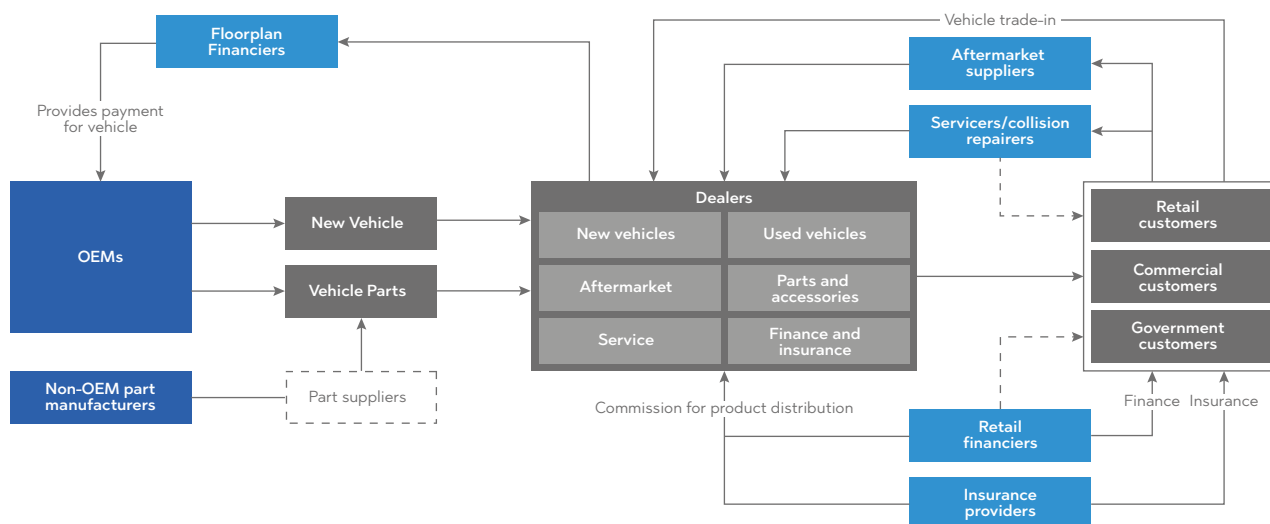 Floorplan
Financiers
Vehicle trade-in
Aftermarket
suppliers
Provides payment
for vehicle
Servicers/collision
repairers
OEMs
New Vehicle
Vehicle Parts
Dealers
New vehicles
Used vehicles
Aftermarket
Parts and
accessories
Service
Finance and
insurance
Retail
customers
Commercial
customers
Government
customers
Non-OEM part
manufacturers
Part suppliers
Commission for product distribution
Finance
Insurance
Retail
financiers
Insurance
providers